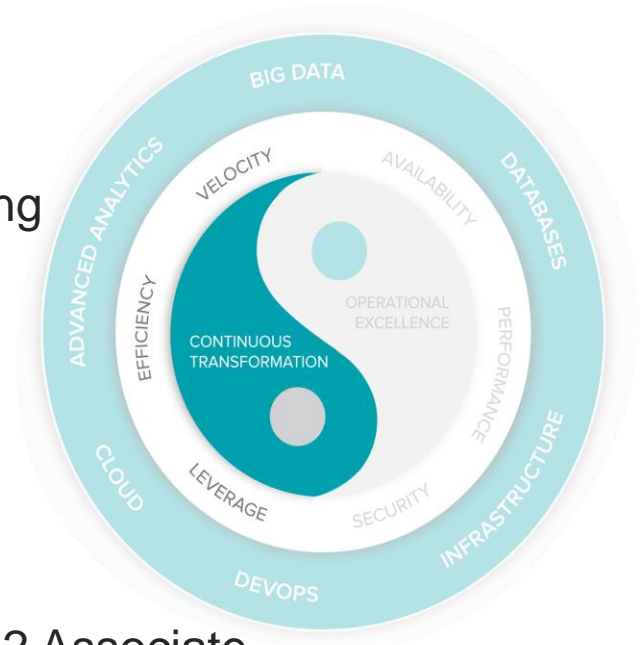 BIG DATA
ng
VELOCITY
AVAILABILITY
ADVANCED ANALYTICS
DATABASES
EFFICIENCY
OPERATIONAL
EXCELLENCE
PERFORMANCE
CONTINUOUS
TRANSFORMATION
CLOUD
LEVERAGE
SECURITY
INFRASTRUCTURE
DEVOPS
2 Associate